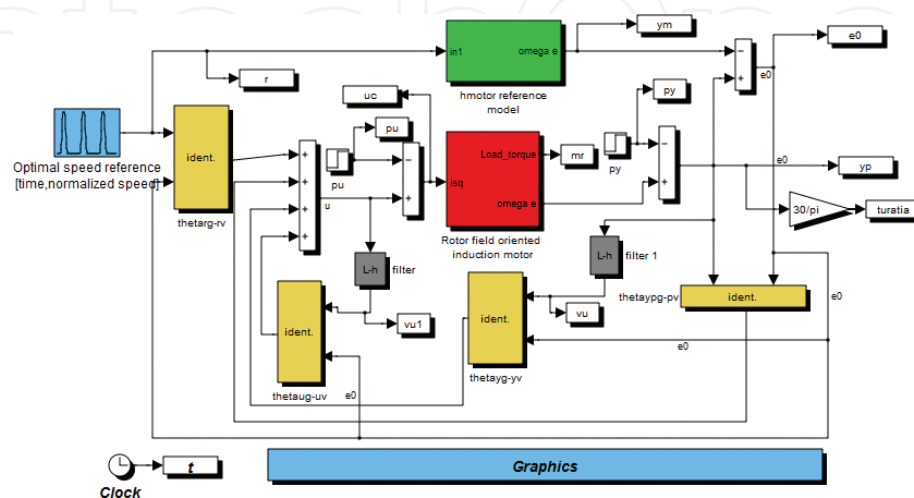 ym
e0
in1
omega e
e0
r
hmotor reference
model
uc
py
pu
ident.
Load_torque
mr
Optimal speed reference
[time,normalized speed]
pu
isq
py
e0
yp
u
omega e
30/pi
turatia
thetarg-rv
Rotor field oriented
induction motor
L-h
filter
L-h
filter 1
thetaypg-pv
ident.
e0
ident.
vu1
ident.
vu
e0
thetaug-uv
e0
thetayg-yv
t
Graphics
Clock